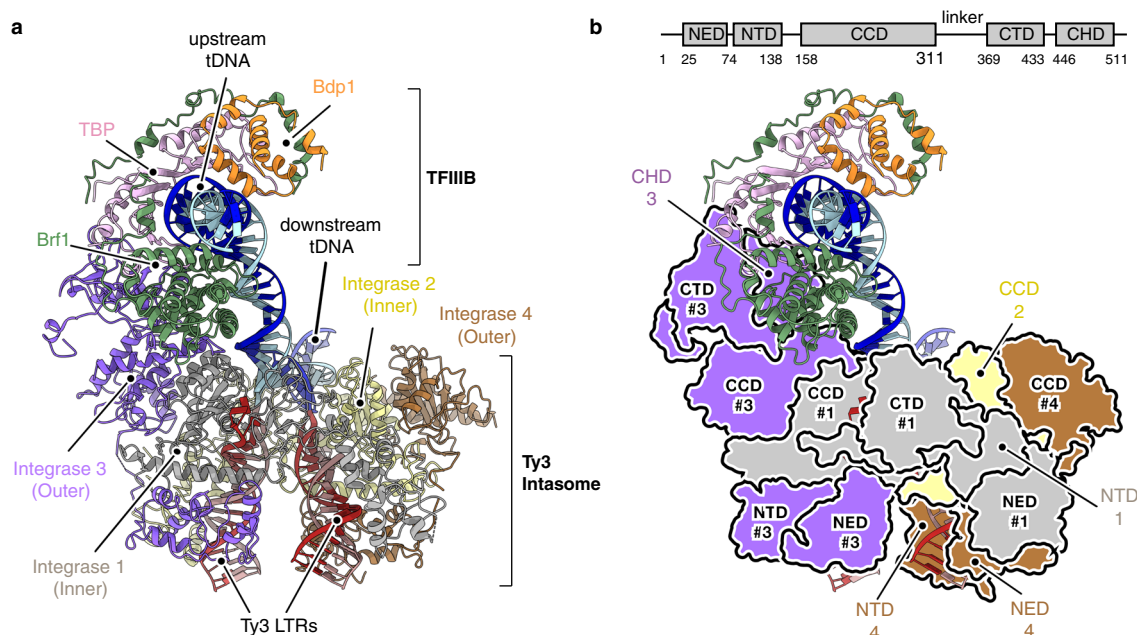 a
upstream
tDNA
Bdp1
TBP
TFIIIB
downstream
tDNA
Brf1
Integrase 2
(Inner)
Integrase 4
(Outer)
Integrase 3
(Outer)
Ty3
Intasome
Integrase 1
(Inner)
Ty3 LTRs
b
linker
NED NTD CCD CTD CHD
1 25 74 138 158 311 369 433 446 511
CHD
3
CTD
#3
CCD
2
CCD
#3
CCD
#1
CTD
#1
CCD
#4
NTD
#3
NED
#3
NED
#1
NTD
1
NTD
4
NED
4